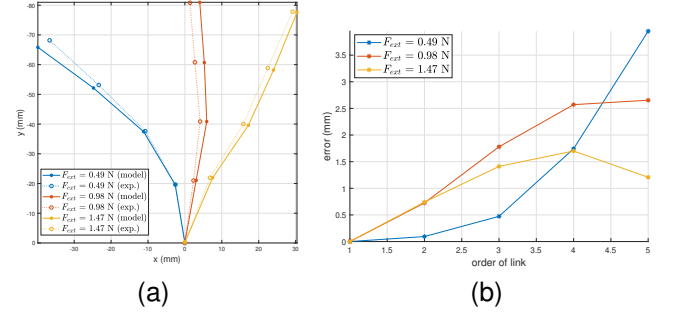 -80
-70
-60
-50
-40
-30
-20
-10
0
y (mm)
F_ext = 0.49 N (model)
F_ext = 0.49 N (exp.)
F_ext = 0.98 N (model)
F_ext = 0.98 N (exp.)
F_ext = 1.47 N (model)
F_ext = 1.47 N (exp.)
-40 -30 -20 -10 0 10 20 30
x (mm)
(a)
F_ext = 0.49 N
F_ext = 0.98 N
F_ext = 1.47 N
3.5
3
2.5
2
1.5
1
0.5
0
error (mm)
1 1.5 2 2.5 3 3.5 4 4.5 5
order of link
(b)